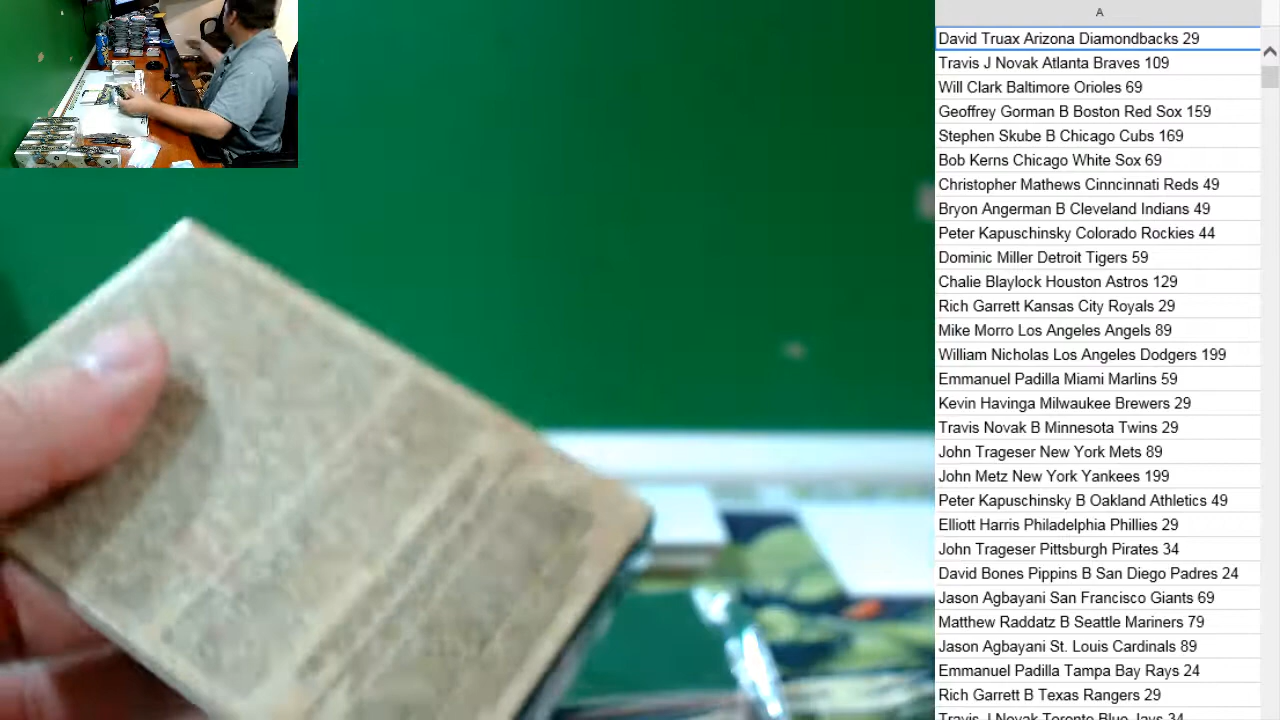 A
David Truax Arizona Diamondbacks 29
Travis J Novak Atlanta Braves 109
Will Clark Baltimore Orioles 69
Geoffrey Gorman B Boston Red Sox 159
Stephen Skube B Chicago Cubs 169
Bob Kerns Chicago White Sox 69
Christopher Mathews Cinncinnati Reds 49
Bryon Angerman B Cleveland Indians 49
Peter Kapuschinsky Colorado Rockies 44
Dominic Miller Detroit Tigers 59
Chalie Blaylock Houston Astros 129
Rich Garrett Kansas City Royals 29
Mike Morro Los Angeles Angels 89
William Nicholas Los Angeles Dodgers 199
Emmanuel Padilla Miami Marlins 59
Kevin Havinga Milwaukee Brewers 29
Travis Novak B Minnesota Twins 29
John Trageser New York Mets 89
John Metz New York Yankees 199
Peter Kapuschinsky B Oakland Athletics 49
Elliott Harris Philadelphia Phillies 29
John Trageser Pittsburgh Pirates 34
David Bones Pippins B San Diego Padres 24
Jason Agbayani San Francisco Giants 69
Matthew Raddatz B Seattle Mariners 79
Jason Agbayani St. Louis Cardinals 89
Emmanuel Padilla Tampa Bay Rays 24
Rich Garrett B Texas Rangers 29
Travis J Novak Toronto Blue Jays 34